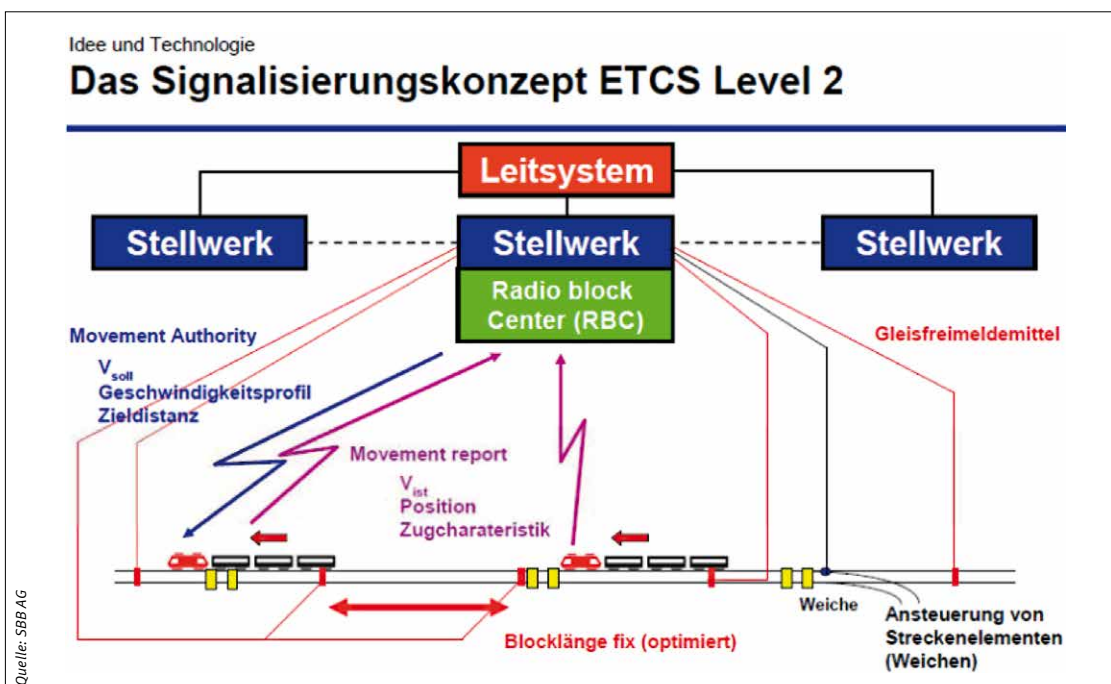 Idee und Technologie
Das Signalisierungskonzept ETCS Level 2
Leitsystem
Stellwerk
Stellwerk
Stellwerk
Radio block
Center (RBC)
Movement Authority
Vsoll
Geschwindigkeitsprofil
Zieldistanz
Gleisfreimeldemittel
Movement report
Vist
Position
Zugcharateristik
Weiche
Ansteuerung von
Streckenelementen
(Weichen)
Blocklänge fix (optimiert)
Quelle: SBB AG